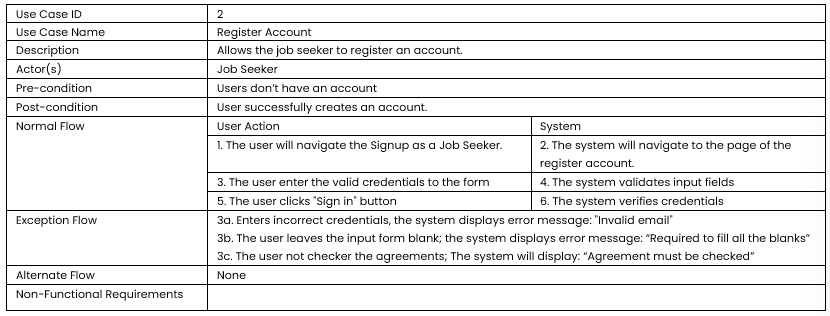 Use Case ID 2
Use Case Name Register Account
Description Allows the job seeker to register an account.
Actor(s) Job Seeker
Pre-condition Users don't have an account
Post-condition User successfully creates an account.
Normal Flow User Action System
1. The user will navigate the Signup as a Job Seeker. 2. The system will navigate to the page of the
register account.
3. The user enter the valid credentials to the form 4. The system validates input fields
5. The user clicks "Sign in" button 6. The system verifies credentials
Exception Flow 3a. Enters incorrect credentials, the system displays error message: "Invalid email"
3b. The user leaves the input form blank; the system displays error message: “Required to fill all the blanks”
3c. The user not checker the agreements; The system will display: “Agreement must be checked”
Alternate Flow None
Non-Functional Requirements